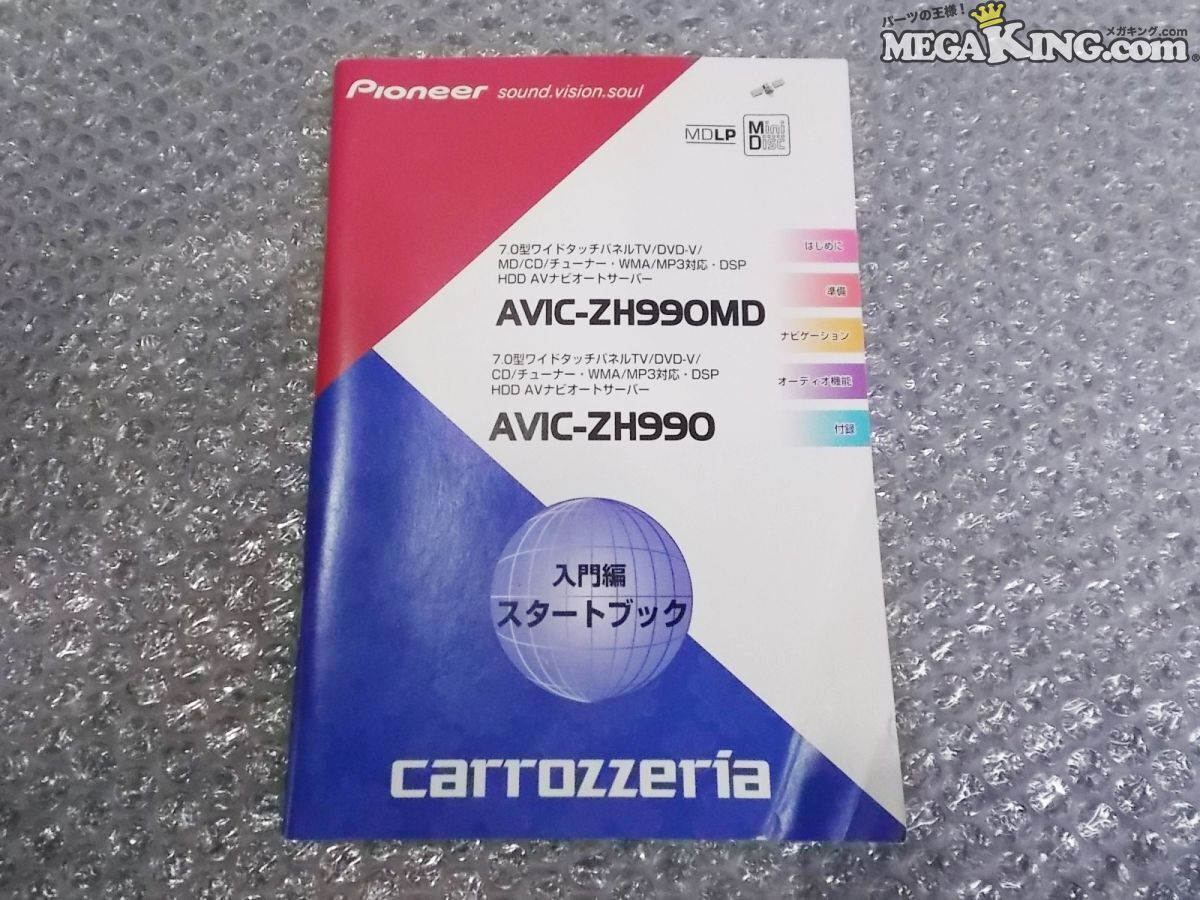 パーツの王様!
メガキング.com
MEGAKING.com
Pioneer sound.vision.soul
MDLP
Mini
Disc
7.0型ワイドタッチパネルTV/DVD-V/
MD/CD/チューナー・WMA/MP3対応・DSP
HDD AVナビオートサーバー
AVIC-ZH990MD
7.0型ワイドタッチパネルTV/DVD-V/
CD/チューナー・WMA/MP3対応・DSP
HDD AVナビオートサーバー
AVIC-ZH990
はじめに
準備
ナビゲーション
オーディオ機能
付録
入門編
スタートブック
carrozzeria